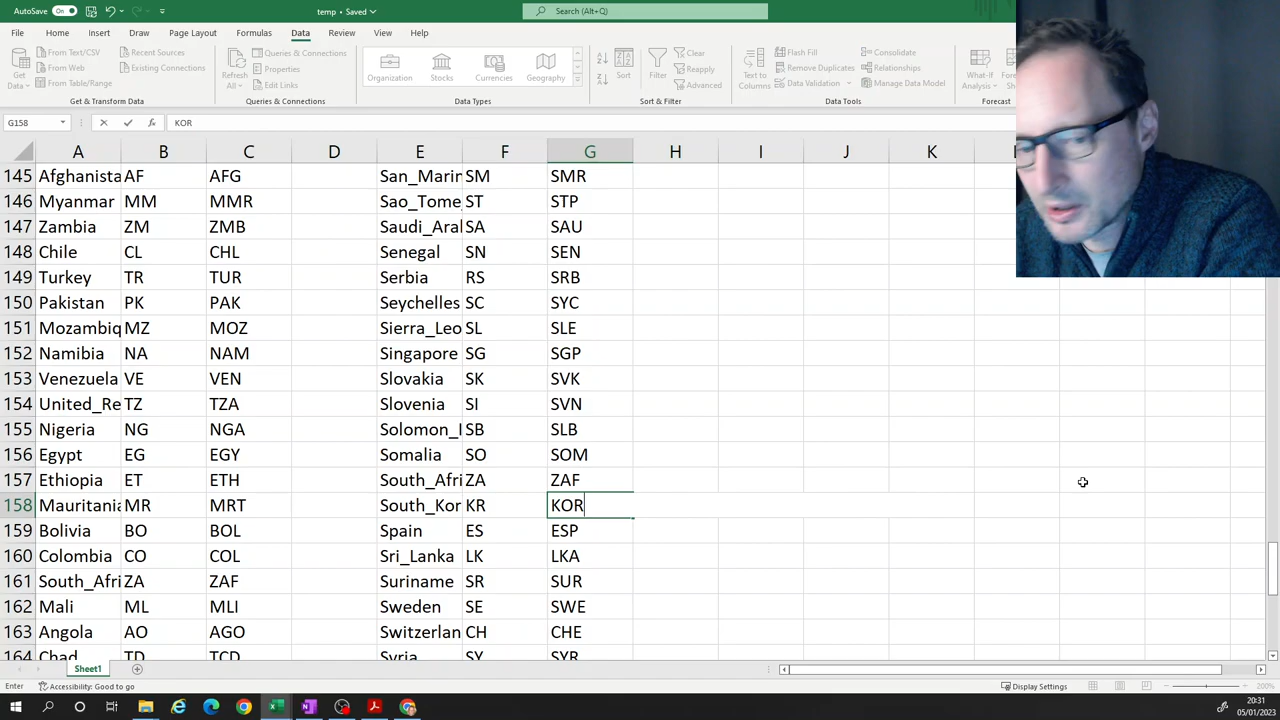 AutoSave On temp • Saved Search (Alt+Q)
File Home Insert Draw Page Layout Formulas Data Review View Help
Get Data From Text/CSV From Web From Table/Range Recent Sources Existing Connections
Refresh All Queries & Connections Properties Edit Links
Organization Stocks Currencies Geography
Sort Filter Clear Reapply Advanced
Text to Columns Flash Fill Remove Duplicates Data Validation Consolidate Relationships Manage Data Model
What-If Analysis
Get & Transform Data Queries & Connections Data Types Sort & Filter Data Tools Forecast
G158 fx KOR
A B C D E F G H I J K
145 Afghanista AF AFG San_Marin SM SMR
146 Myanmar MM MMR Sao_Tome_ ST STP
147 Zambia ZM ZMB Saudi_Aral SA SAU
148 Chile CL CHL Senegal SN SEN
149 Turkey TR TUR Serbia RS SRB
150 Pakistan PK PAK Seychelles SC SYC
151 Mozambiq MZ MOZ Sierra_Leo SL SLE
152 Namibia NA NAM Singapore SG SGP
153 Venezuela VE VEN Slovakia SK SVK
154 United_Re TZ TZA Slovenia SI SVN
155 Nigeria NG NGA Solomon_I SB SLB
156 Egypt EG EGY Somalia SO SOM
157 Ethiopia ET ETH South_Afri ZA ZAF
158 Mauritania MR MRT South_Kor KR KOR
159 Bolivia BO BOL Spain ES ESP
160 Colombia CO COL Sri_Lanka LK LKA
161 South_Afri ZA ZAF Suriname SR SUR
162 Mali ML MLI Sweden SE SWE
163 Angola AO AGO Switzerlan CH CHE
164 Chad TD TCD Syria SY SYR
Sheet1
Enter Accessibility: Good to go Display Settings 200%
20:31
05/01/2023